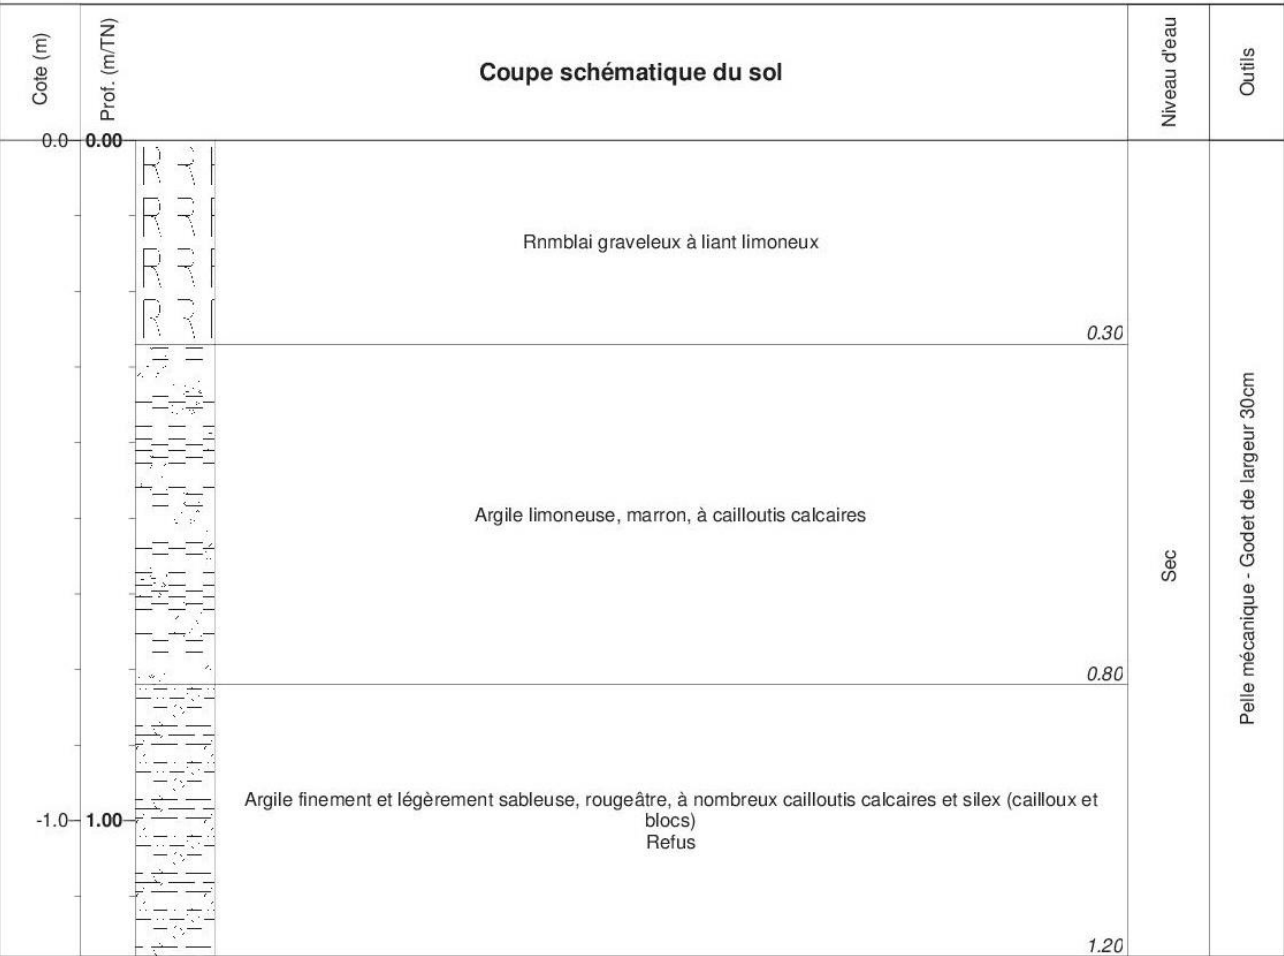 Cote (m)
Prof. (m/TN)
Coupe schématique du sol
Niveau d'eau
Outils
0.0
0.00
Rnmblai graveleux à liant limoneux
0.30
Argile limoneuse, marron, à cailloutis calcaires
0.80
Sec
Pelle mécanique - Godet de largeur 30cm
Argile finement et légèrement sableuse, rougeâtre, à nombreux cailloutis calcaires et silex (cailloux et
blocs)
Refus
-1.0
1.00
1.20